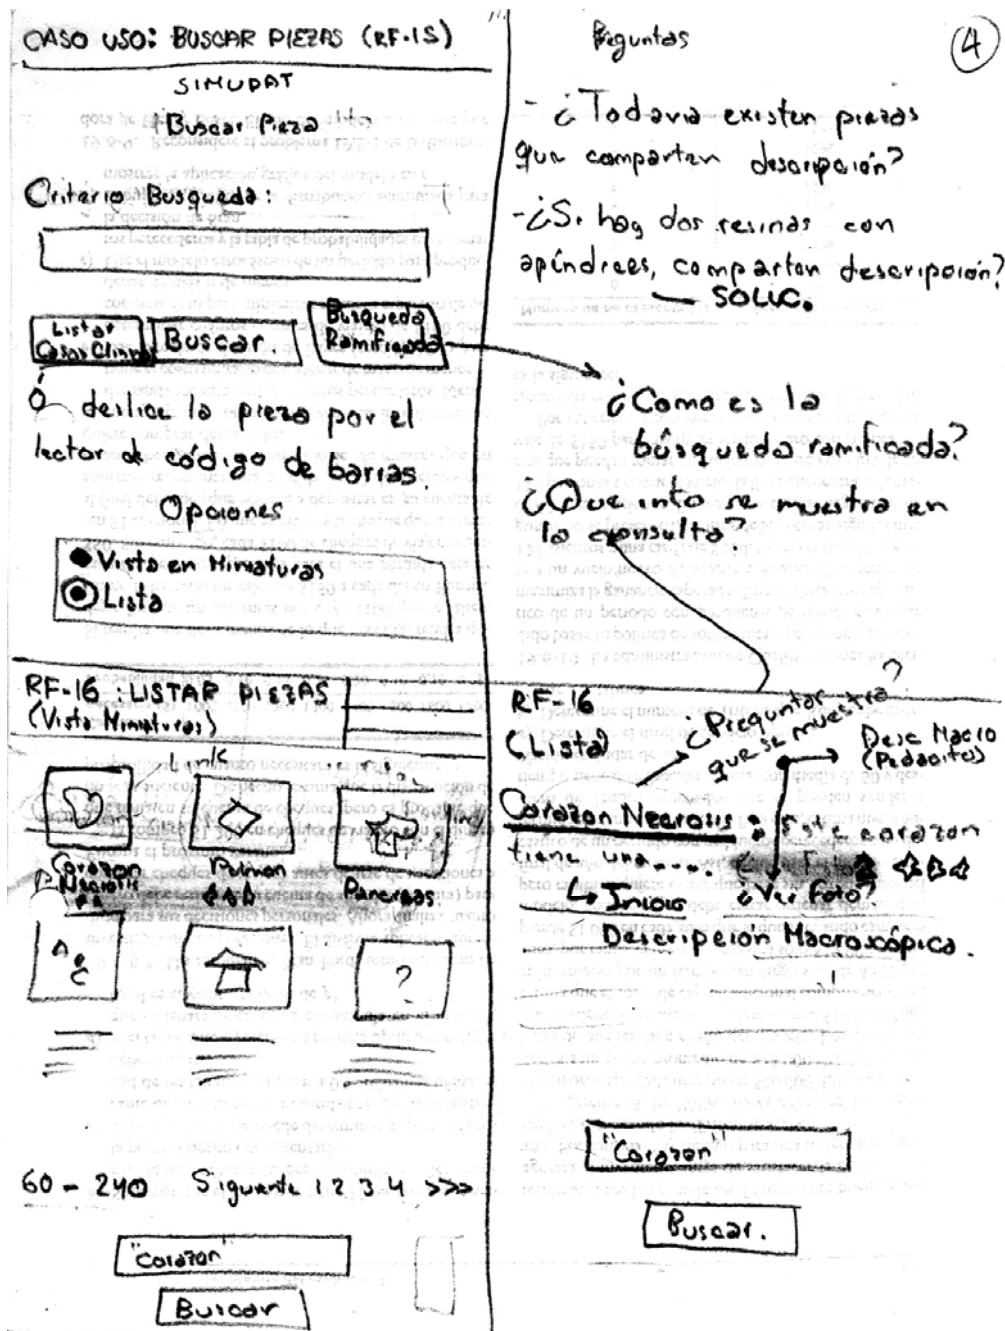 CASO USO: BUSCAR PIEZAS (RF-15)
SIMUPAT
Buscar Pieza
Criterio Busqueda:
Listar
Casos Clinicos
Buscar.
Busqueda
Ramificada
Ó deslice la pieza por el
lector de código de barras.
Opciones
Vista en Miniaturas
Lista
Preguntas
4
- ¿Todavia existen piezas
que comparten descripción?
- ¿Si hay dos resinas con
apéndices, comparten descripción?
SOLUC.
¿Como es la
búsqueda ramificada?
¿Que info se muestra en
la consulta?
RF-16: LISTAR PIEZAS
(Vista Miniaturas)
Corazon
Necrosis
Pulmon
Pancreas
A
B
C
?
60 - 240 Siguiente 1 2 3 4 >>>
"Corazon"
Buscar
RF-16
(Lista)
¿Preguntar
que se muestra?
Desc Macro
(Pedacitos)
Corazon Necrosis: Este corazon
tiene una ....
Inicio
¿Ver Foto?
Descripcion Macroscópica.
"Corazon"
Buscar.